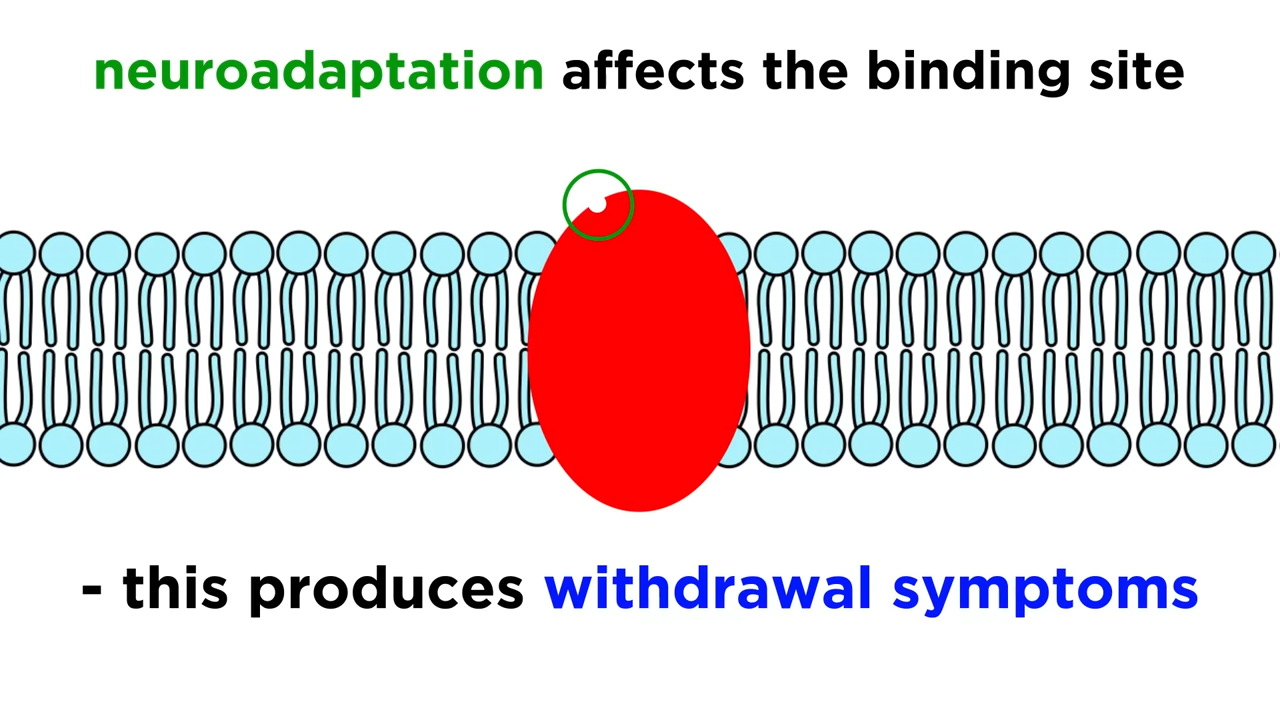 neuroadaptation affects the binding site
- this produces withdrawal symptoms